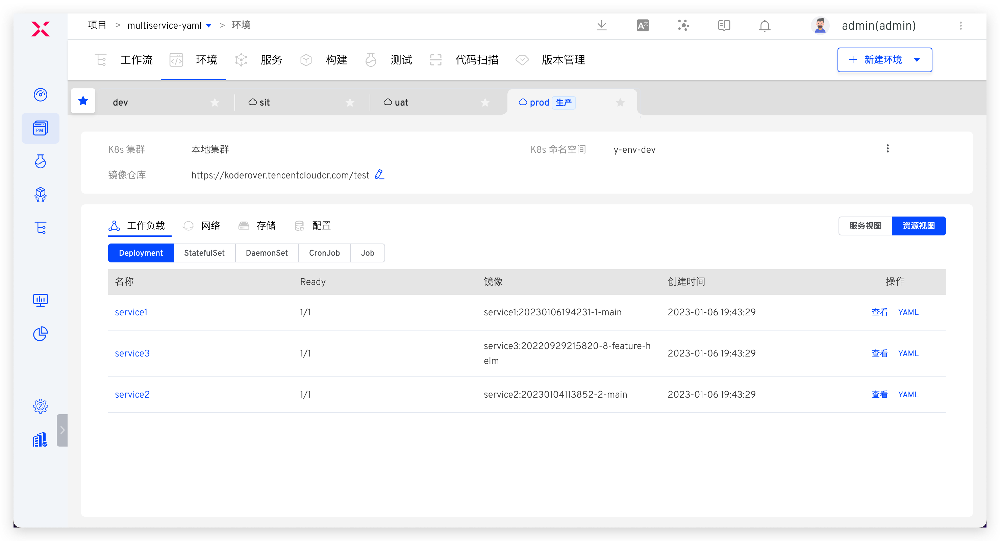 项目 > multiservice-yaml > 环境
admin(admin)
工作流 环境 服务 构建 测试 代码扫描 版本管理
+ 新建环境
dev sit uat prod 生产
PM
K8s 集群 本地集群 K8s 命名空间 y-env-dev
镜像仓库 https://koderover.tencentcloudcr.com/test
工作负载 网络 存储 配置 服务视图 资源视图
Deployment StatefulSet DaemonSet CronJob Job
名称 Ready 镜像 创建时间 操作
service1 1/1 service1:20230106194231-1-main 2023-01-06 19:43:29 查看 YAML
service3 1/1 service3:20220929215820-8-feature-h 2023-01-06 19:43:29 查看 YAML
elm
service2 1/1 service2:20230104113852-2-main 2023-01-06 19:43:29 查看 YAML